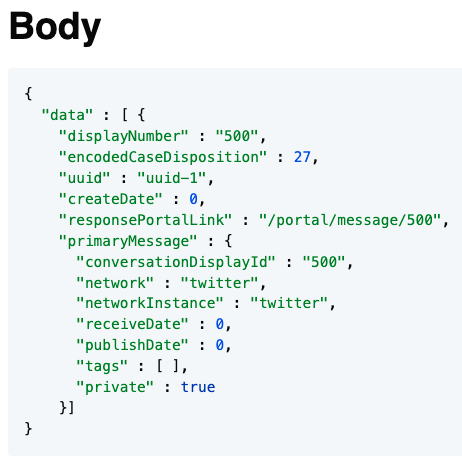 Body
{
  "data" : [ {
    "displayNumber" : "500",
    "encodedCaseDisposition" : 27,
    "uuid" : "uuid-1",
    "createDate" : 0,
    "responsePortalLink" : "/portal/message/500",
    "primaryMessage" : {
      "conversationDisplayId" : "500",
      "network" : "twitter",
      "networkInstance" : "twitter",
      "receiveDate" : 0,
      "publishDate" : 0,
      "tags" : [ ],
      "private" : true
    }]
}